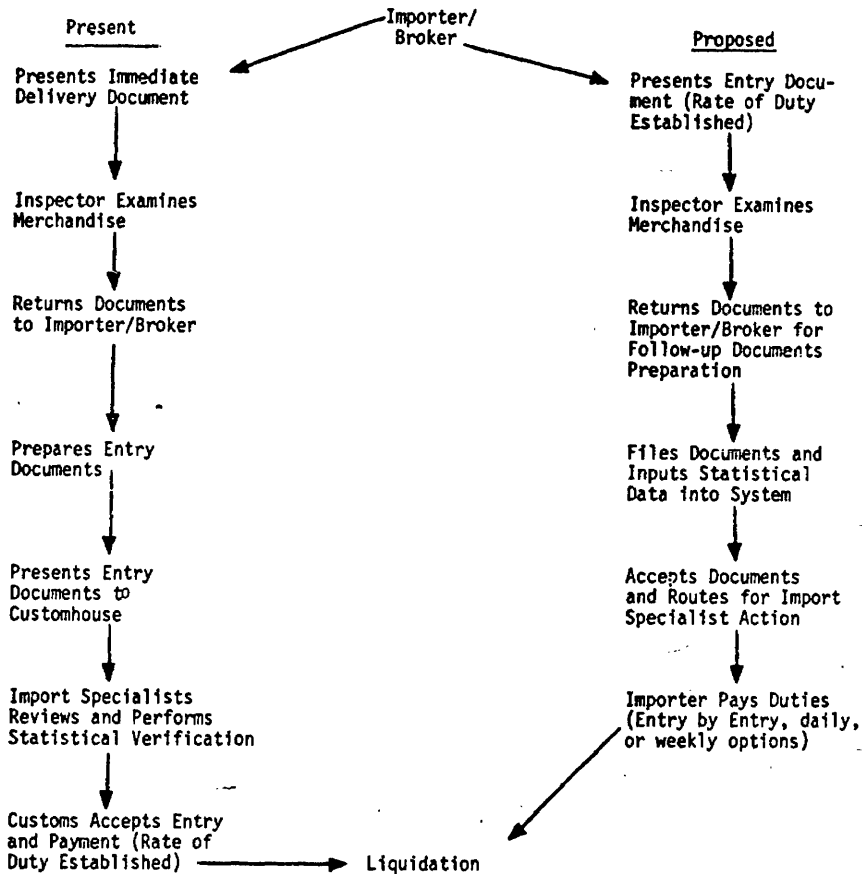 Importer/
Broker
Present
Presents Immediate
Delivery Document
Inspector Examines
Merchandise
Returns Documents
to Importer/Broker
Prepares Entry
Documents
Presents Entry
Documents to
Customhouse
Import Specialists
Reviews and Performs
Statistical Verification
Customs Accepts Entry
and Payment (Rate of
Duty Established)
Proposed
Presents Entry Docu-
ment (Rate of Duty
Established)
Inspector Examines
Merchandise
Returns Documents to
Importer/Broker for
Follow-up Documents
Preparation
Files Documents and
Inputs Statistical
Data into System
Accepts Documents
and Routes for Import
Specialist Action
Importer Pays Duties
(Entry by Entry, daily,
or weekly options)
Liquidation